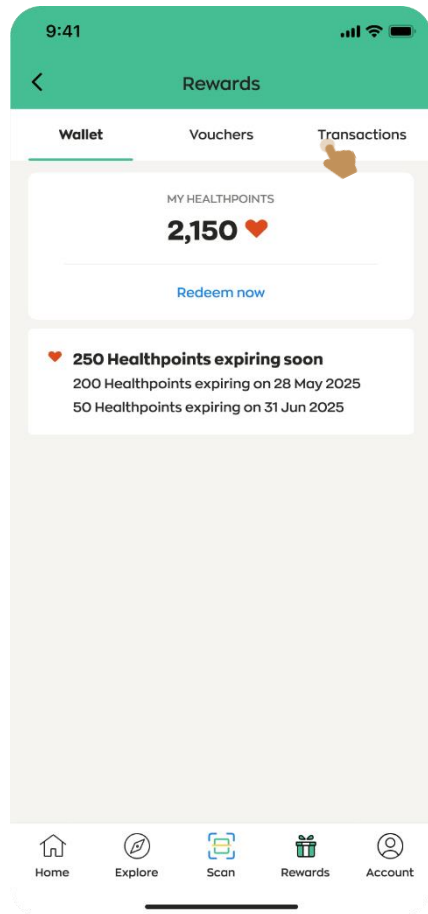 9:41
Rewards
Wallet Vouchers Transactions
MY HEALTHPOINTS
2,150
Redeem now
250 Healthpoints expiring soon
200 Healthpoints expiring on 28 May 2025
50 Healthpoints expiring on 31 Jun 2025
Home Explore Scan Rewards Account